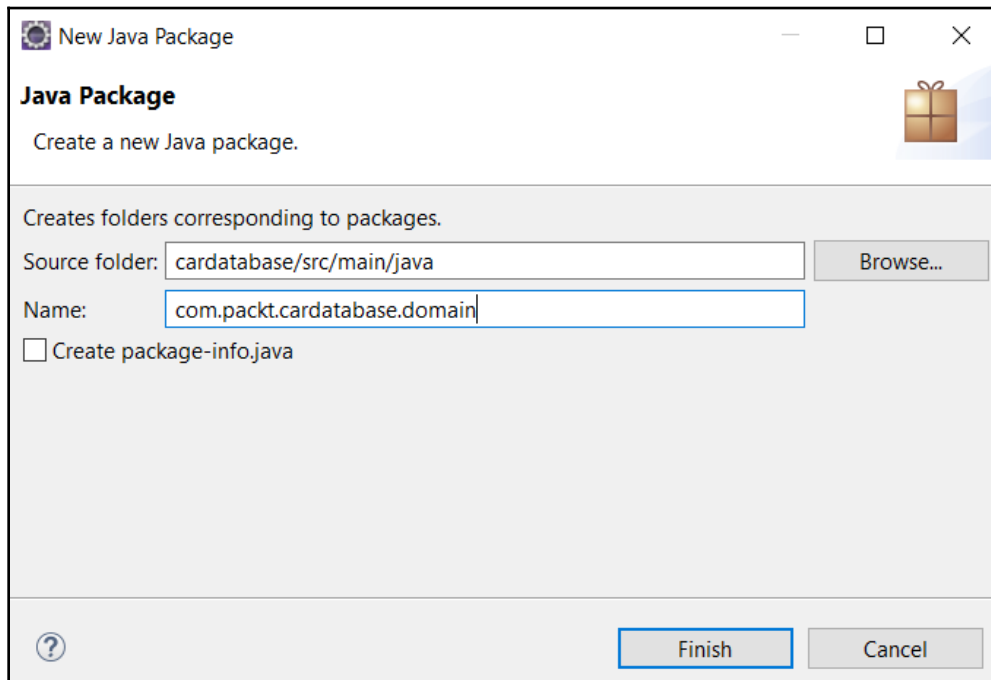 New Java Package
Java Package
Create a new Java package.
Creates folders corresponding to packages.
Source folder: cardatabase/src/main/java Browse...
Name: com.packt.cardatabase.domain
Create package-info.java
? Finish Cancel